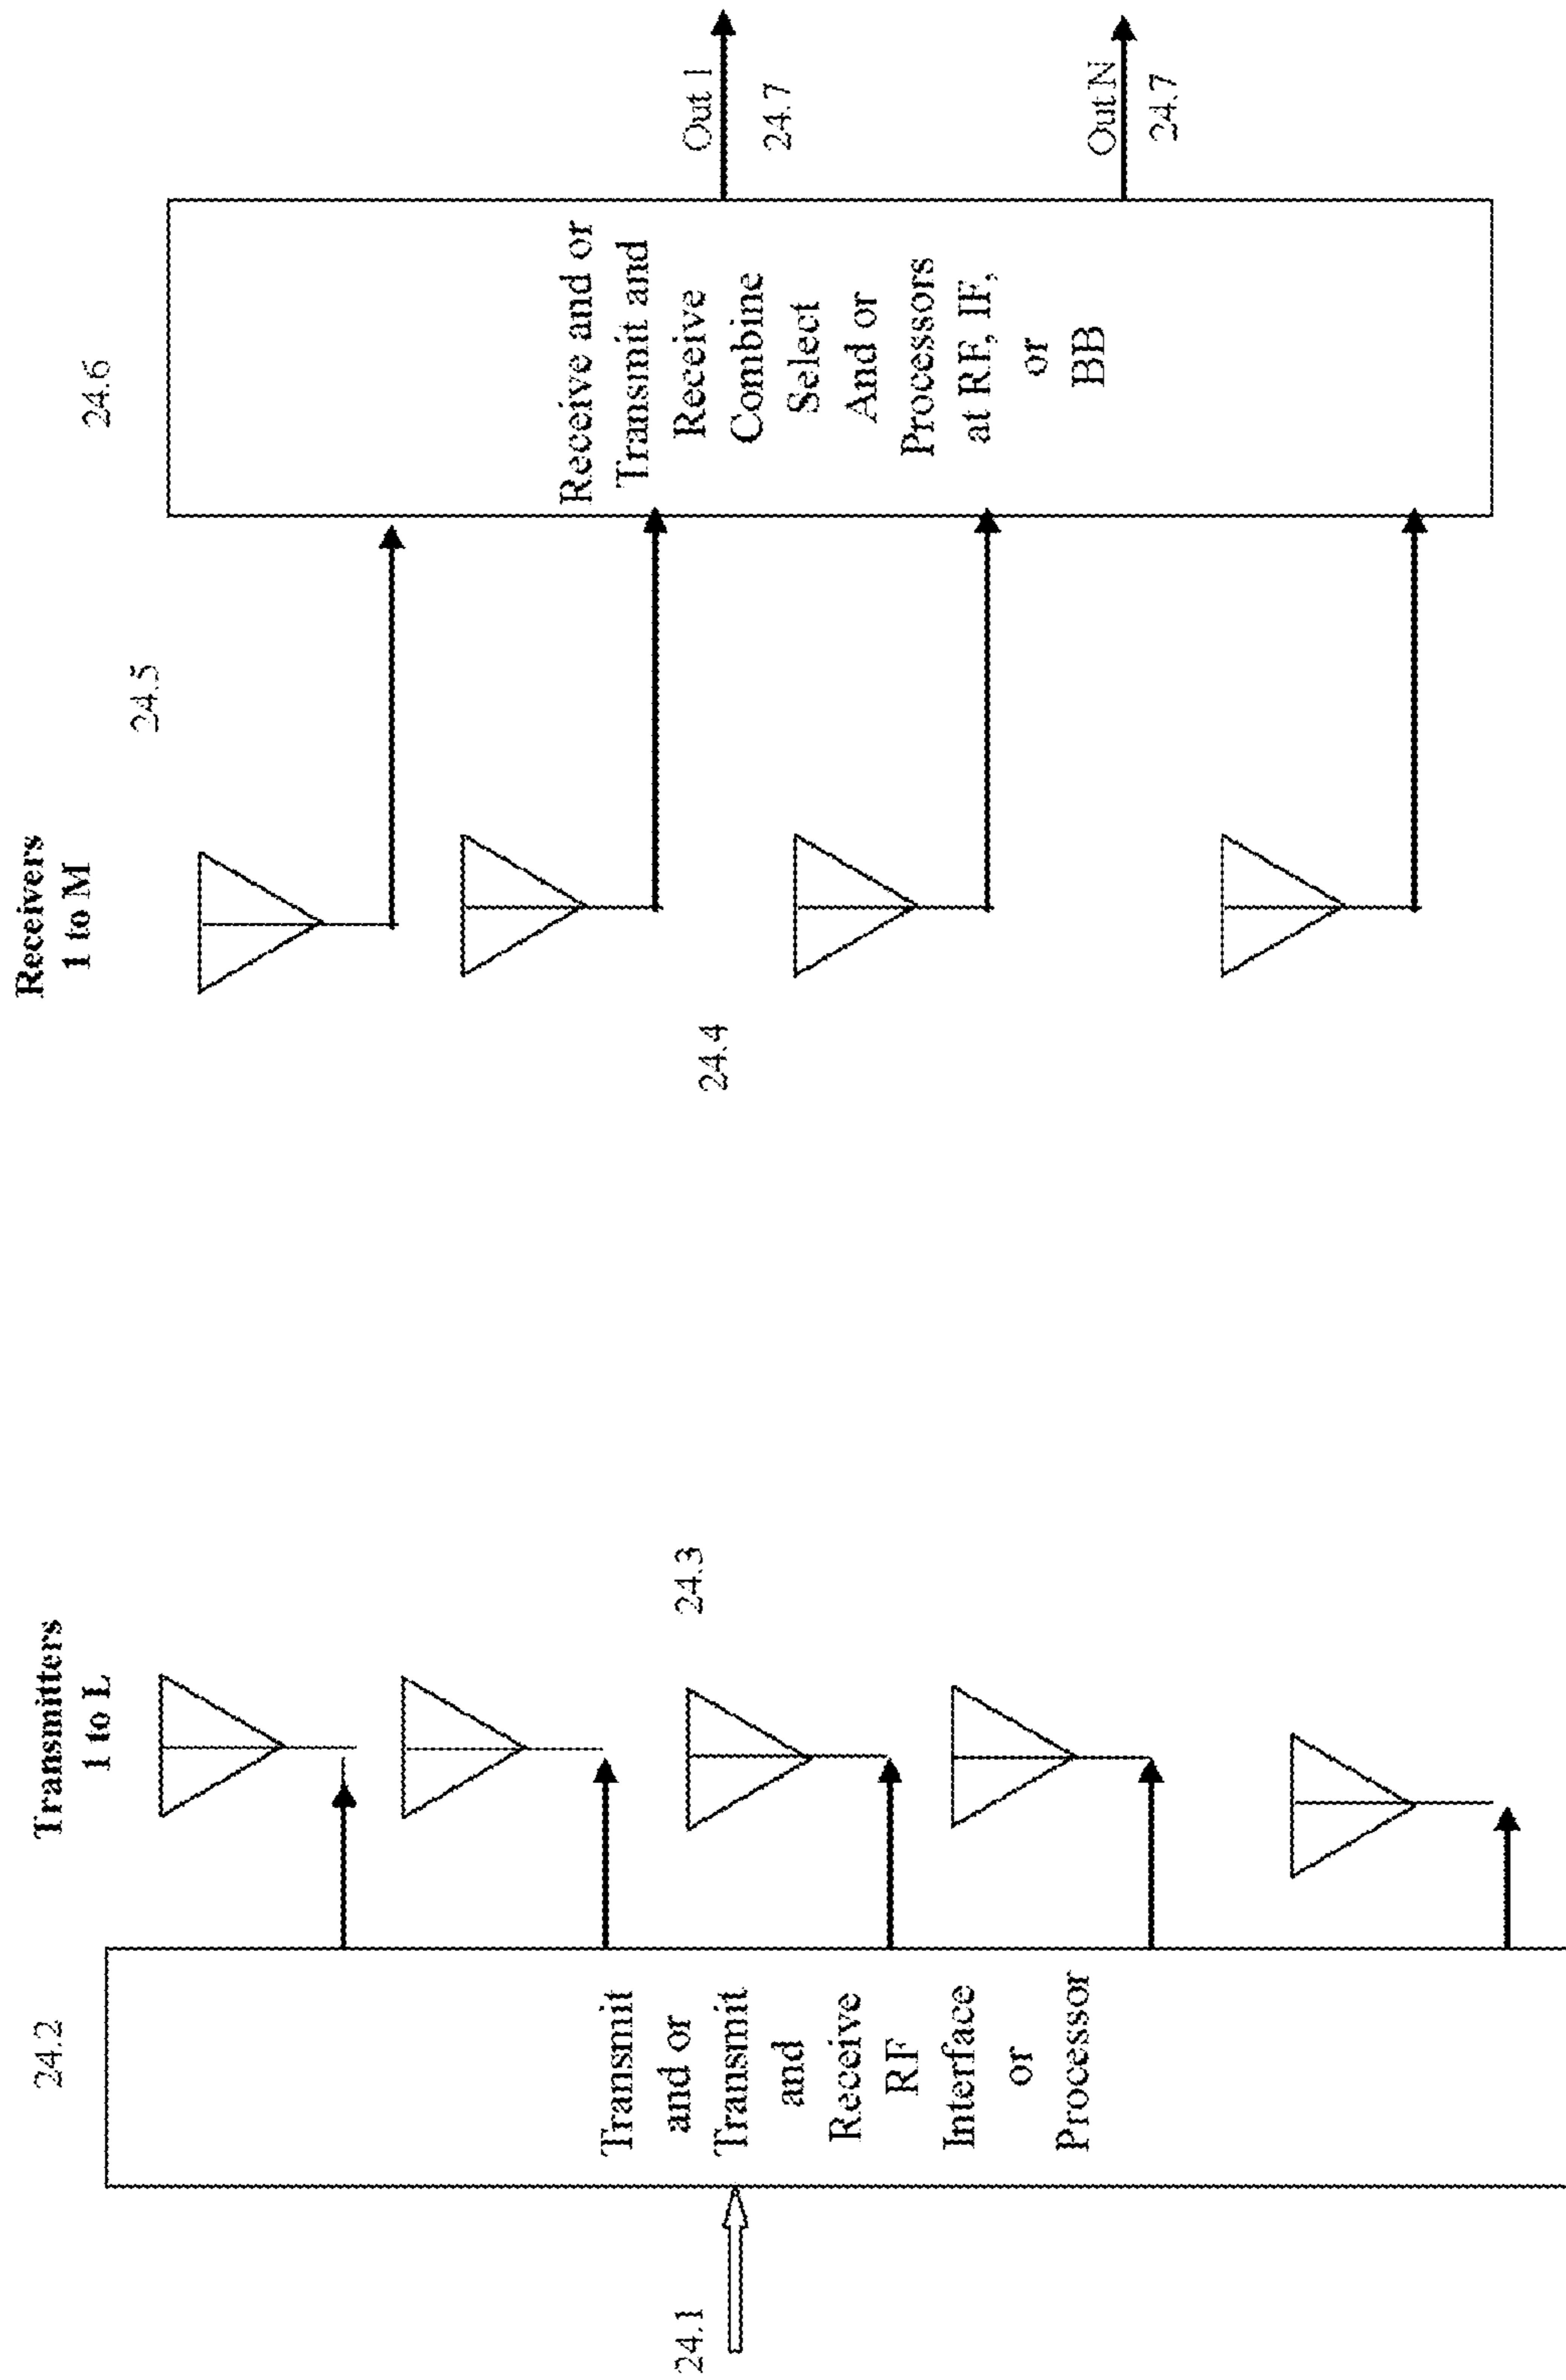 24.1
24.2
Transmit
and or
Transmit
and
Receive
RF
Interface
or
Processor
Transmitters
1 to L
24.3
24.4
Receivers
1 to M
24.5
24.6
Receive and or
Transmit and
Receive
Combine
Select
And or
Processors
at RF, IF,
or
BB
Out 1
24.7
Out N
24.7